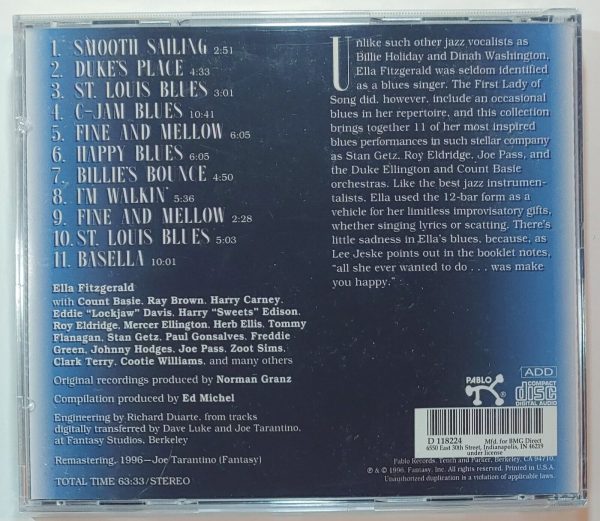 1. SMOOTH SAILING 2:51
2. DUKE'S PLACE 4:33
3. ST. LOUIS BLUES 3:01
4. C-JAM BLUES 10:41
5. FINE AND MELLOW 6:05
6. HAPPY BLUES 6:05
7. BILLIE'S BOUNCE 4:50
8. I'M WALKIN' 5:36
9. FINE AND MELLOW 2:28
10. ST. LOUIS BLUES 5:03
11. BASELLA 10:01
Ella Fitzgerald
with Count Basie, Ray Brown, Harry Carney,
Eddie "Lockjaw" Davis, Harry "Sweets" Edison,
Roy Eldridge, Mercer Ellington, Herb Ellis, Tommy
Flanagan, Stan Getz, Paul Gonsalves, Freddie
Green, Johnny Hodges, Joe Pass, Zoot Sims,
Clark Terry, Cootie Williams, and many others
Original recordings produced by Norman Granz
Compilation produced by Ed Michel
Engineering by Richard Duarte, from tracks
digitally transferred by Dave Luke and Joe Tarantino,
at Fantasy Studios, Berkeley
Remastering, 1996—Joe Tarantino (Fantasy)
TOTAL TIME 63:33/STEREO
Unlike such other jazz vocalists as
Billie Holiday and Dinah Washington,
Ella Fitzgerald was seldom identified
as a blues singer. The First Lady of
Song did, however, include an occasional
blues in her repertoire, and this collection
brings together 11 of her most inspired
blues performances in such stellar company
as Stan Getz, Roy Eldridge, Joe Pass, and
the Duke Ellington and Count Basie
orchestras. Like the best jazz instrumen-
talists, Ella used the 12-bar form as a
vehicle for her limitless improvisatory gifts,
whether singing lyrics or scatting. There's
little sadness in Ella's blues, because, as
Lee Jeske points out in the booklet notes,
"all she ever wanted to do . . . was make
you happy."
PABLO
ADD
COMPACT
disc
DIGITAL AUDIO
D 118224 Mfd. for BMG Direct
6550 East 30th Street, Indianapolis, IN 46219
under license
Pablo Records, Tenth and Parker, Berkeley, CA 94710.
℗ & © 1996, Fantasy, Inc. All rights reserved. Printed in U.S.A.
Unauthorized duplication is a violation of applicable laws.